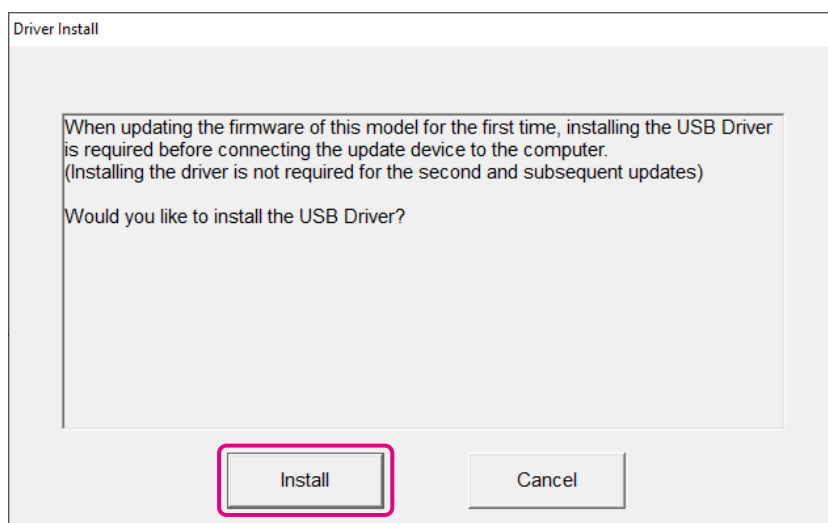 Driver Install
When updating the firmware of this model for the first time, installing the USB Driver
is required before connecting the update device to the computer.
(Installing the driver is not required for the second and subsequent updates)
Would you like to install the USB Driver?
Install
Cancel